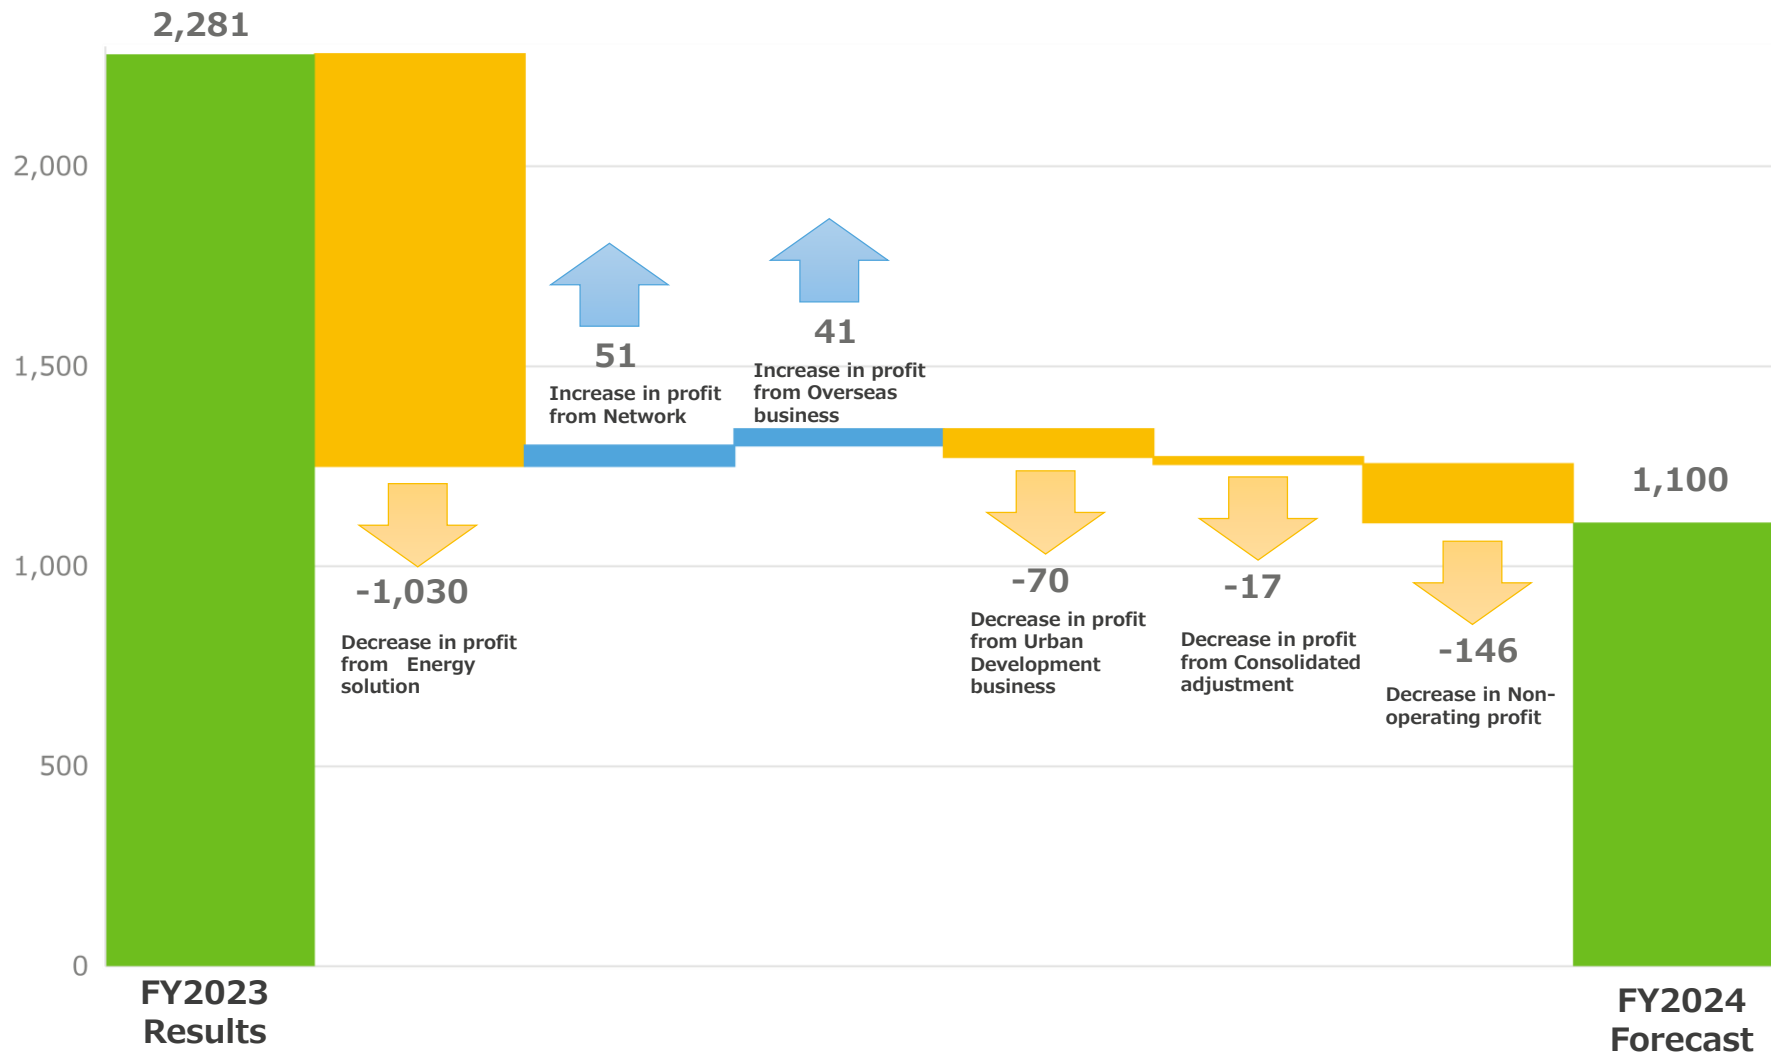 2,281
2,000
1,500
1,000
500
0
51
Increase in profit
from Network
41
Increase in profit
from Overseas
business
-1,030
Decrease in profit
from Energy
solution
-70
Decrease in profit
from Urban
Development
business
-17
Decrease in profit
from Consolidated
adjustment
-146
Decrease in Non-
operating profit
1,100
FY2023
Results
FY2024
Forecast